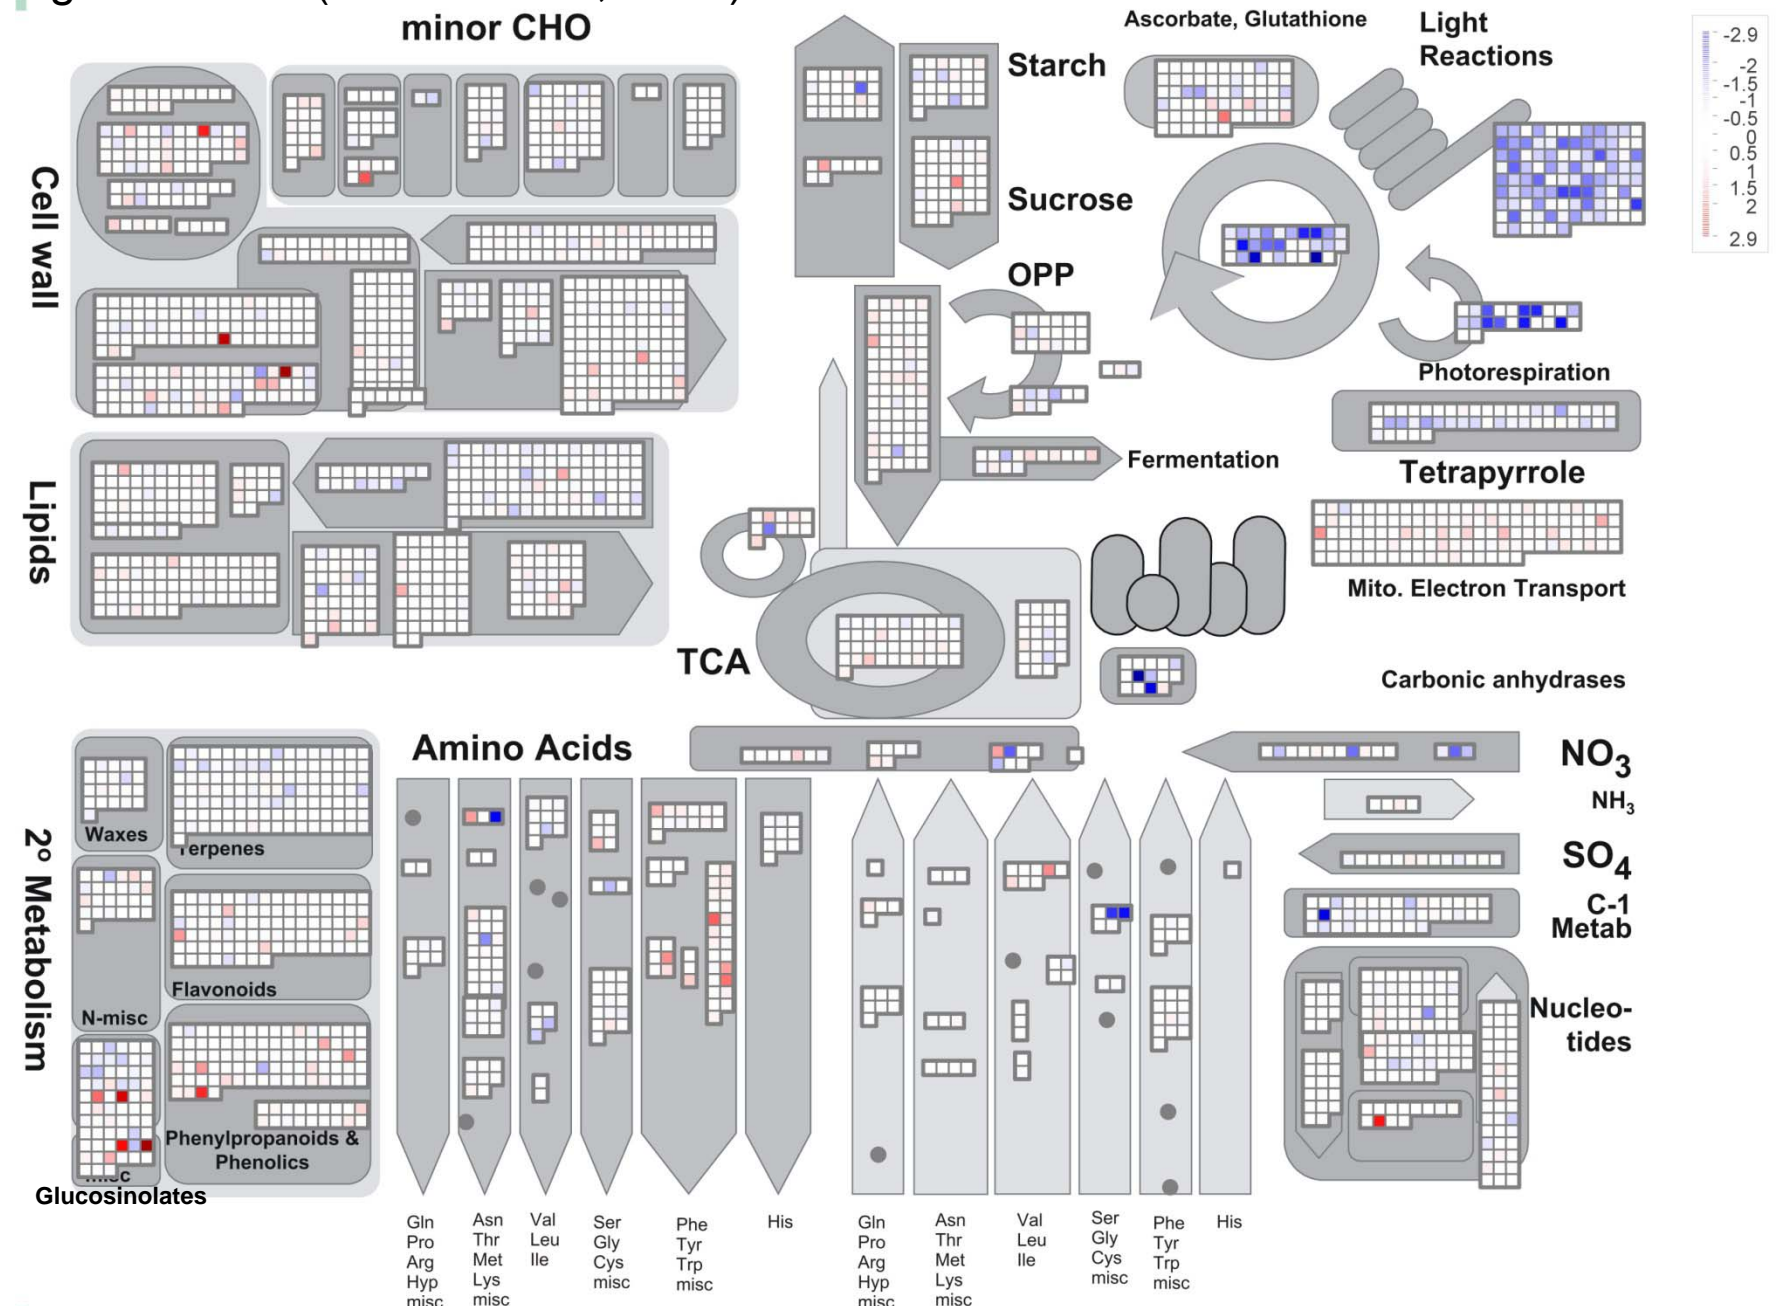 minor CHO
Ascorbate, Glutathione
Light
Reactions
-2.9
-2
-1.5
-1
-0.5
0
0.5
1
1.5
2
2.9
Starch
Sucrose
Cell wall
OPP
Photorespiration
Fermentation
Tetrapyrrole
Lipids
Mito. Electron Transport
TCA
Carbonic anhydrases
Amino Acids
NO3
NH3
SO4
C-1
Metab
Nucleo-
tides
2º Metabolism
Waxes
Terpenes
N-misc
Flavonoids
Phenylpropanoids &
Phenolics
misc
Glucosinolates
Gln
Pro
Arg
Hyp
misc
Asn
Thr
Met
Lys
misc
Val
Leu
Ile
Ser
Gly
Cys
misc
Phe
Tyr
Trp
misc
His
Gln
Pro
Arg
Hyp
misc
Asn
Thr
Met
Lys
misc
Val
Leu
Ile
Ser
Gly
Cys
misc
Phe
Tyr
Trp
misc
His